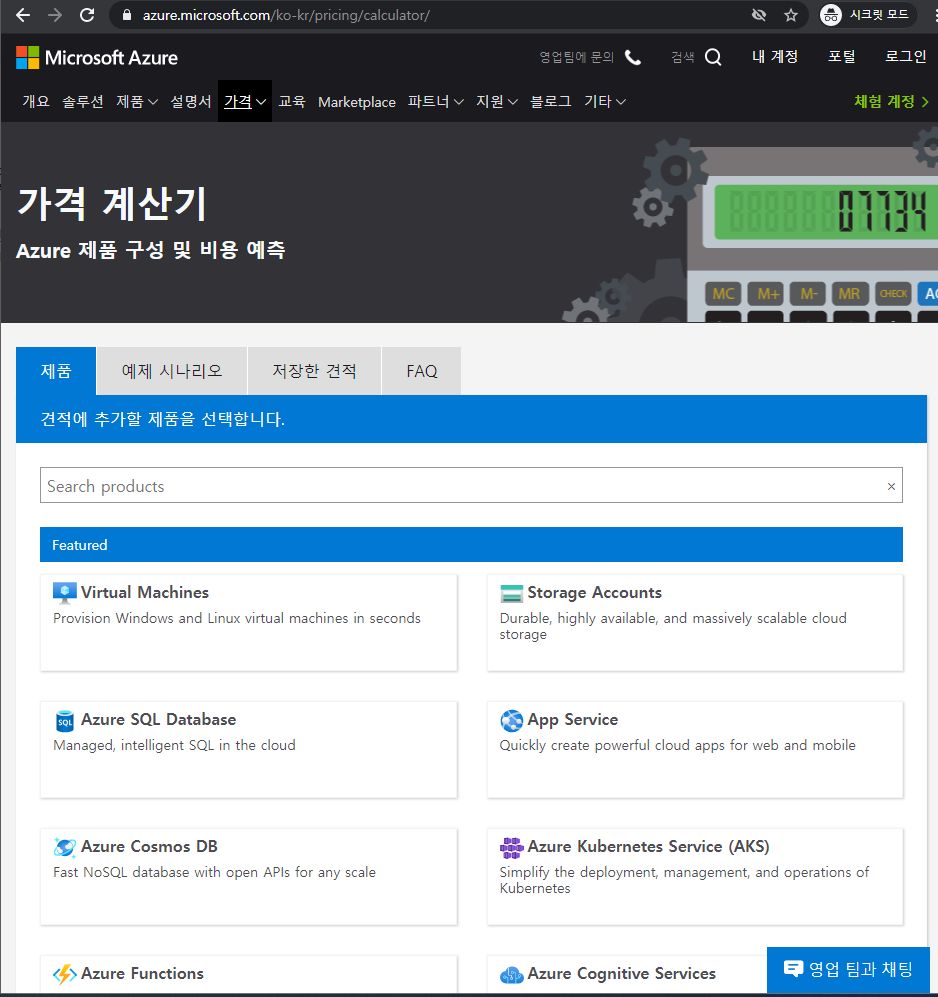 azure.microsoft.com/ko-kr/pricing/calculator/ 시크릿 모드
Microsoft Azure 영업팀에 문의 검색 내 계정 포털 로그인
개요 솔루션 제품 설명서 가격 교육 Marketplace 파트너 지원 블로그 기타 체험 계정
가격 계산기
Azure 제품 구성 및 비용 예측
07734
MC M+ M- MR CHECK
제품 예제 시나리오 저장한 견적 FAQ
견적에 추가할 제품을 선택합니다.
Search products ×
Featured
Virtual Machines
Provision Windows and Linux virtual machines in seconds
Storage Accounts
Durable, highly available, and massively scalable cloud
storage
Azure SQL Database
Managed, intelligent SQL in the cloud
App Service
Quickly create powerful cloud apps for web and mobile
Azure Cosmos DB
Fast NoSQL database with open APIs for any scale
Azure Kubernetes Service (AKS)
Simplify the deployment, management, and operations of
Kubernetes
Azure Functions
Azure Cognitive Services
영업 팀과 채팅